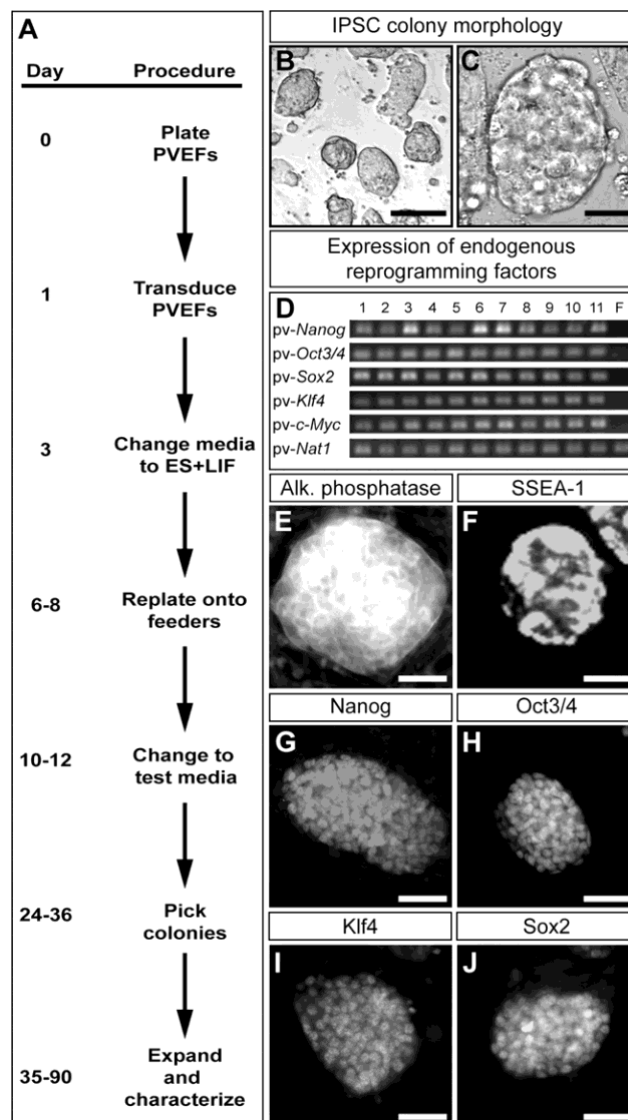 A
Day Procedure
0 Plate
PVEFs
1 Transduce
PVEFs
3 Change media
to ES+LIF
6-8 Replate onto
feeders
10-12 Change to
test media
24-36 Pick
colonies
35-90 Expand
and
characterize
IPSC colony morphology
B C
Expression of endogenous
reprogramming factors
D 1 2 3 4 5 6 7 8 9 10 11 F
pv-Nanog
pv-Oct3/4
pv-Sox2
pv-Klf4
pv-c-Myc
pv-Nat1
Alk. phosphatase SSEA-1
E F
Nanog Oct3/4
G H
Klf4 Sox2
I J